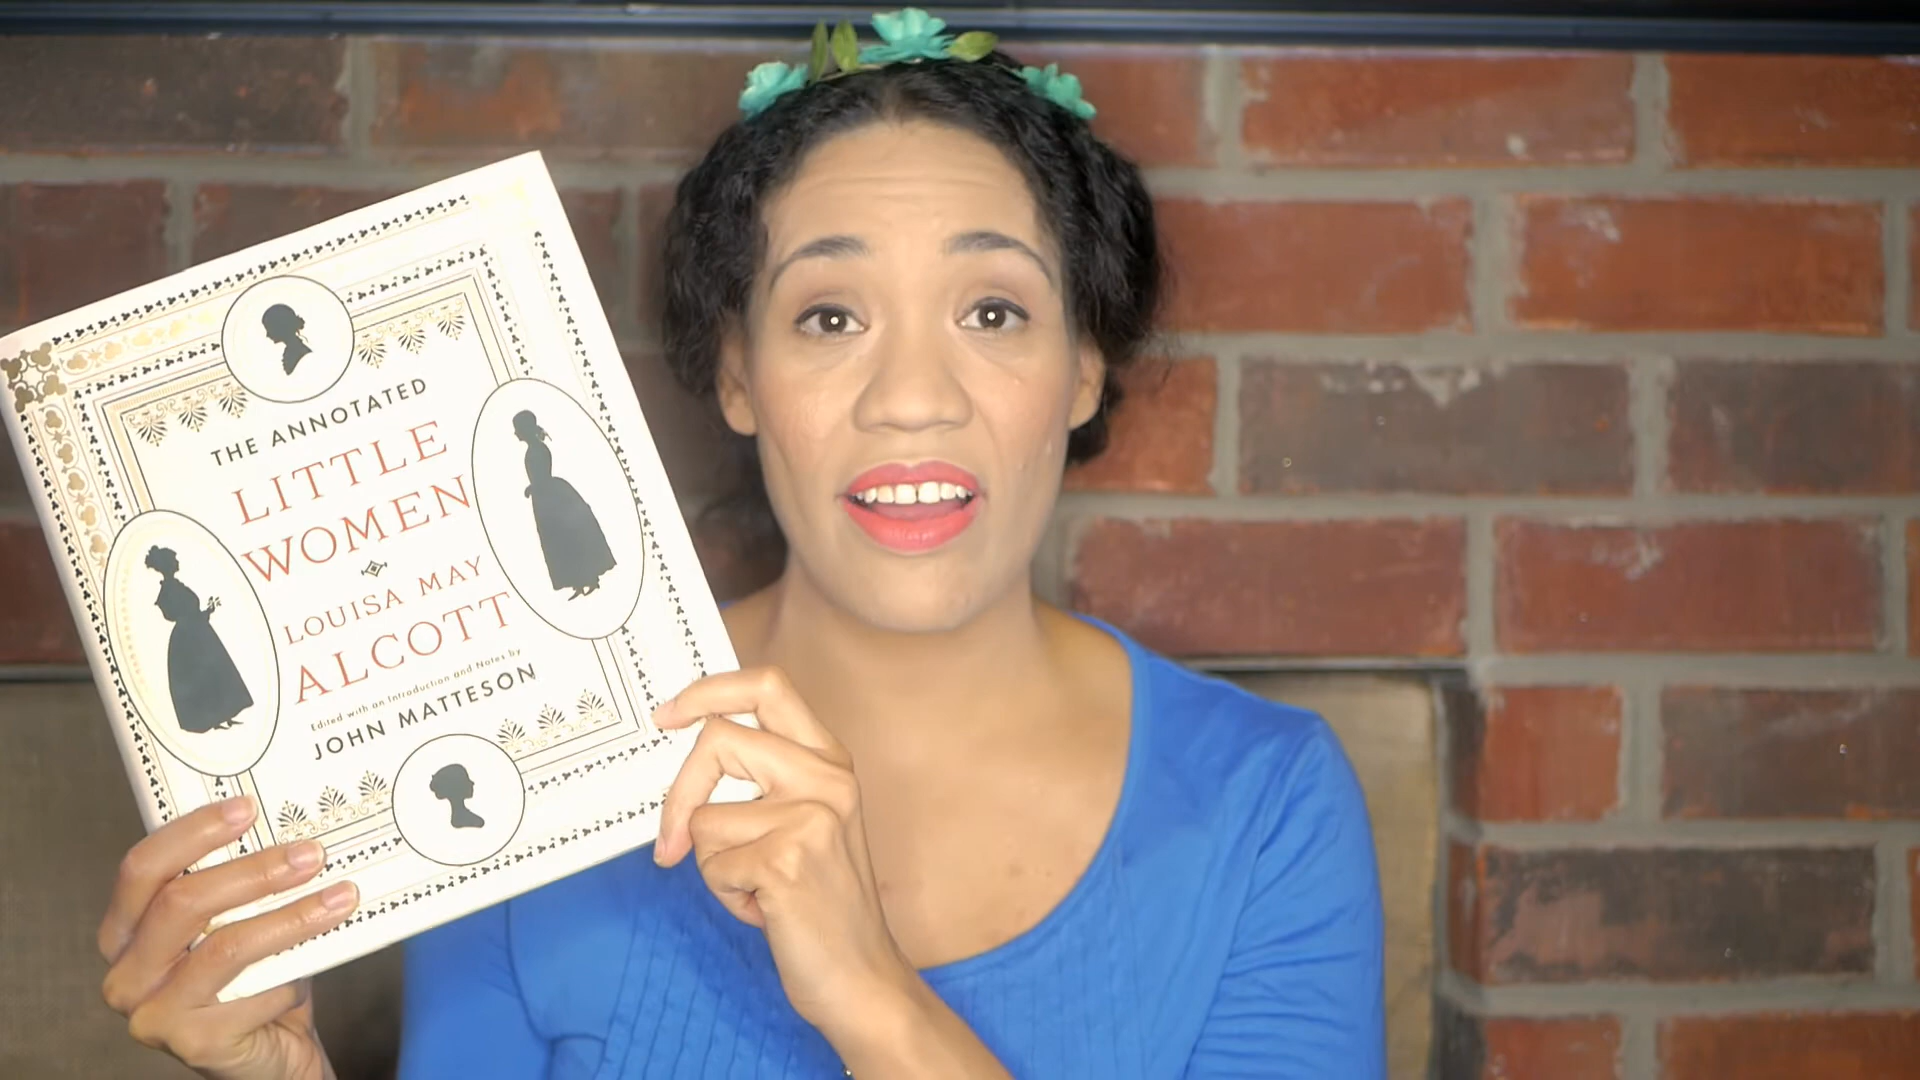 THE ANNOTATED
LITTLE
WOMEN
LOUISA MAY
ALCOTT
Edited with an Introduction and Notes by
JOHN MATTESON